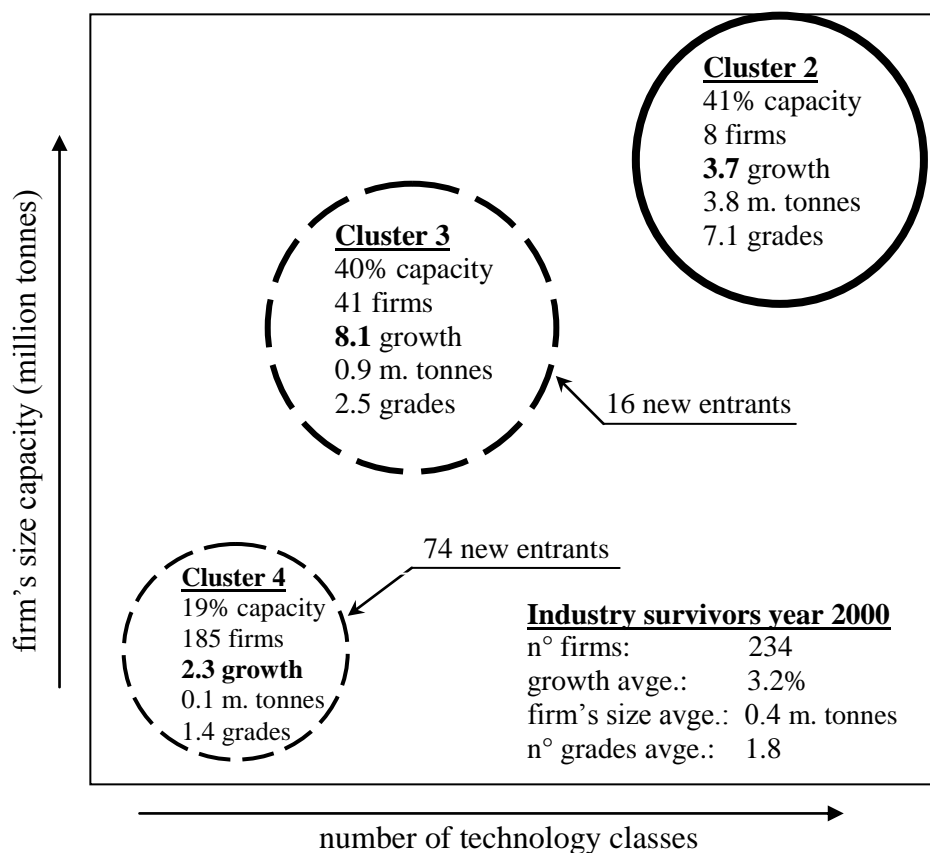 Cluster 2
41% capacity
8 firms
3.7 growth
3.8 m. tonnes
7.1 grades
Cluster 3
40% capacity
41 firms
8.1 growth
0.9 m. tonnes
2.5 grades
16 new entrants
74 new entrants
Cluster 4
19% capacity
185 firms
2.3 growth
0.1 m. tonnes
1.4 grades
Industry survivors year 2000
n° firms: 234
growth avge.: 3.2%
firm's size avge.: 0.4 m. tonnes
n° grades avge.: 1.8
firm's size capacity (million tonnes)
number of technology classes